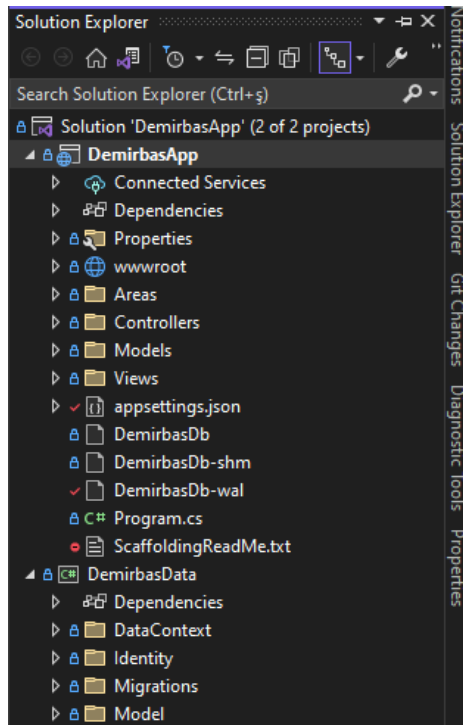 Solution Explorer
Search Solution Explorer (Ctrl+ş)
Solution 'DemirbasApp' (2 of 2 projects)
DemirbasApp
Connected Services
Dependencies
Properties
wwwroot
Areas
Controllers
Models
Views
appsettings.json
DemirbasDb
DemirbasDb-shm
DemirbasDb-wal
C# Program.cs
ScaffoldingReadMe.txt
C# DemirbasData
Dependencies
DataContext
Identity
Migrations
Model
Notifications
Solution Explorer
Git Changes
Diagnostic Tools
Properties